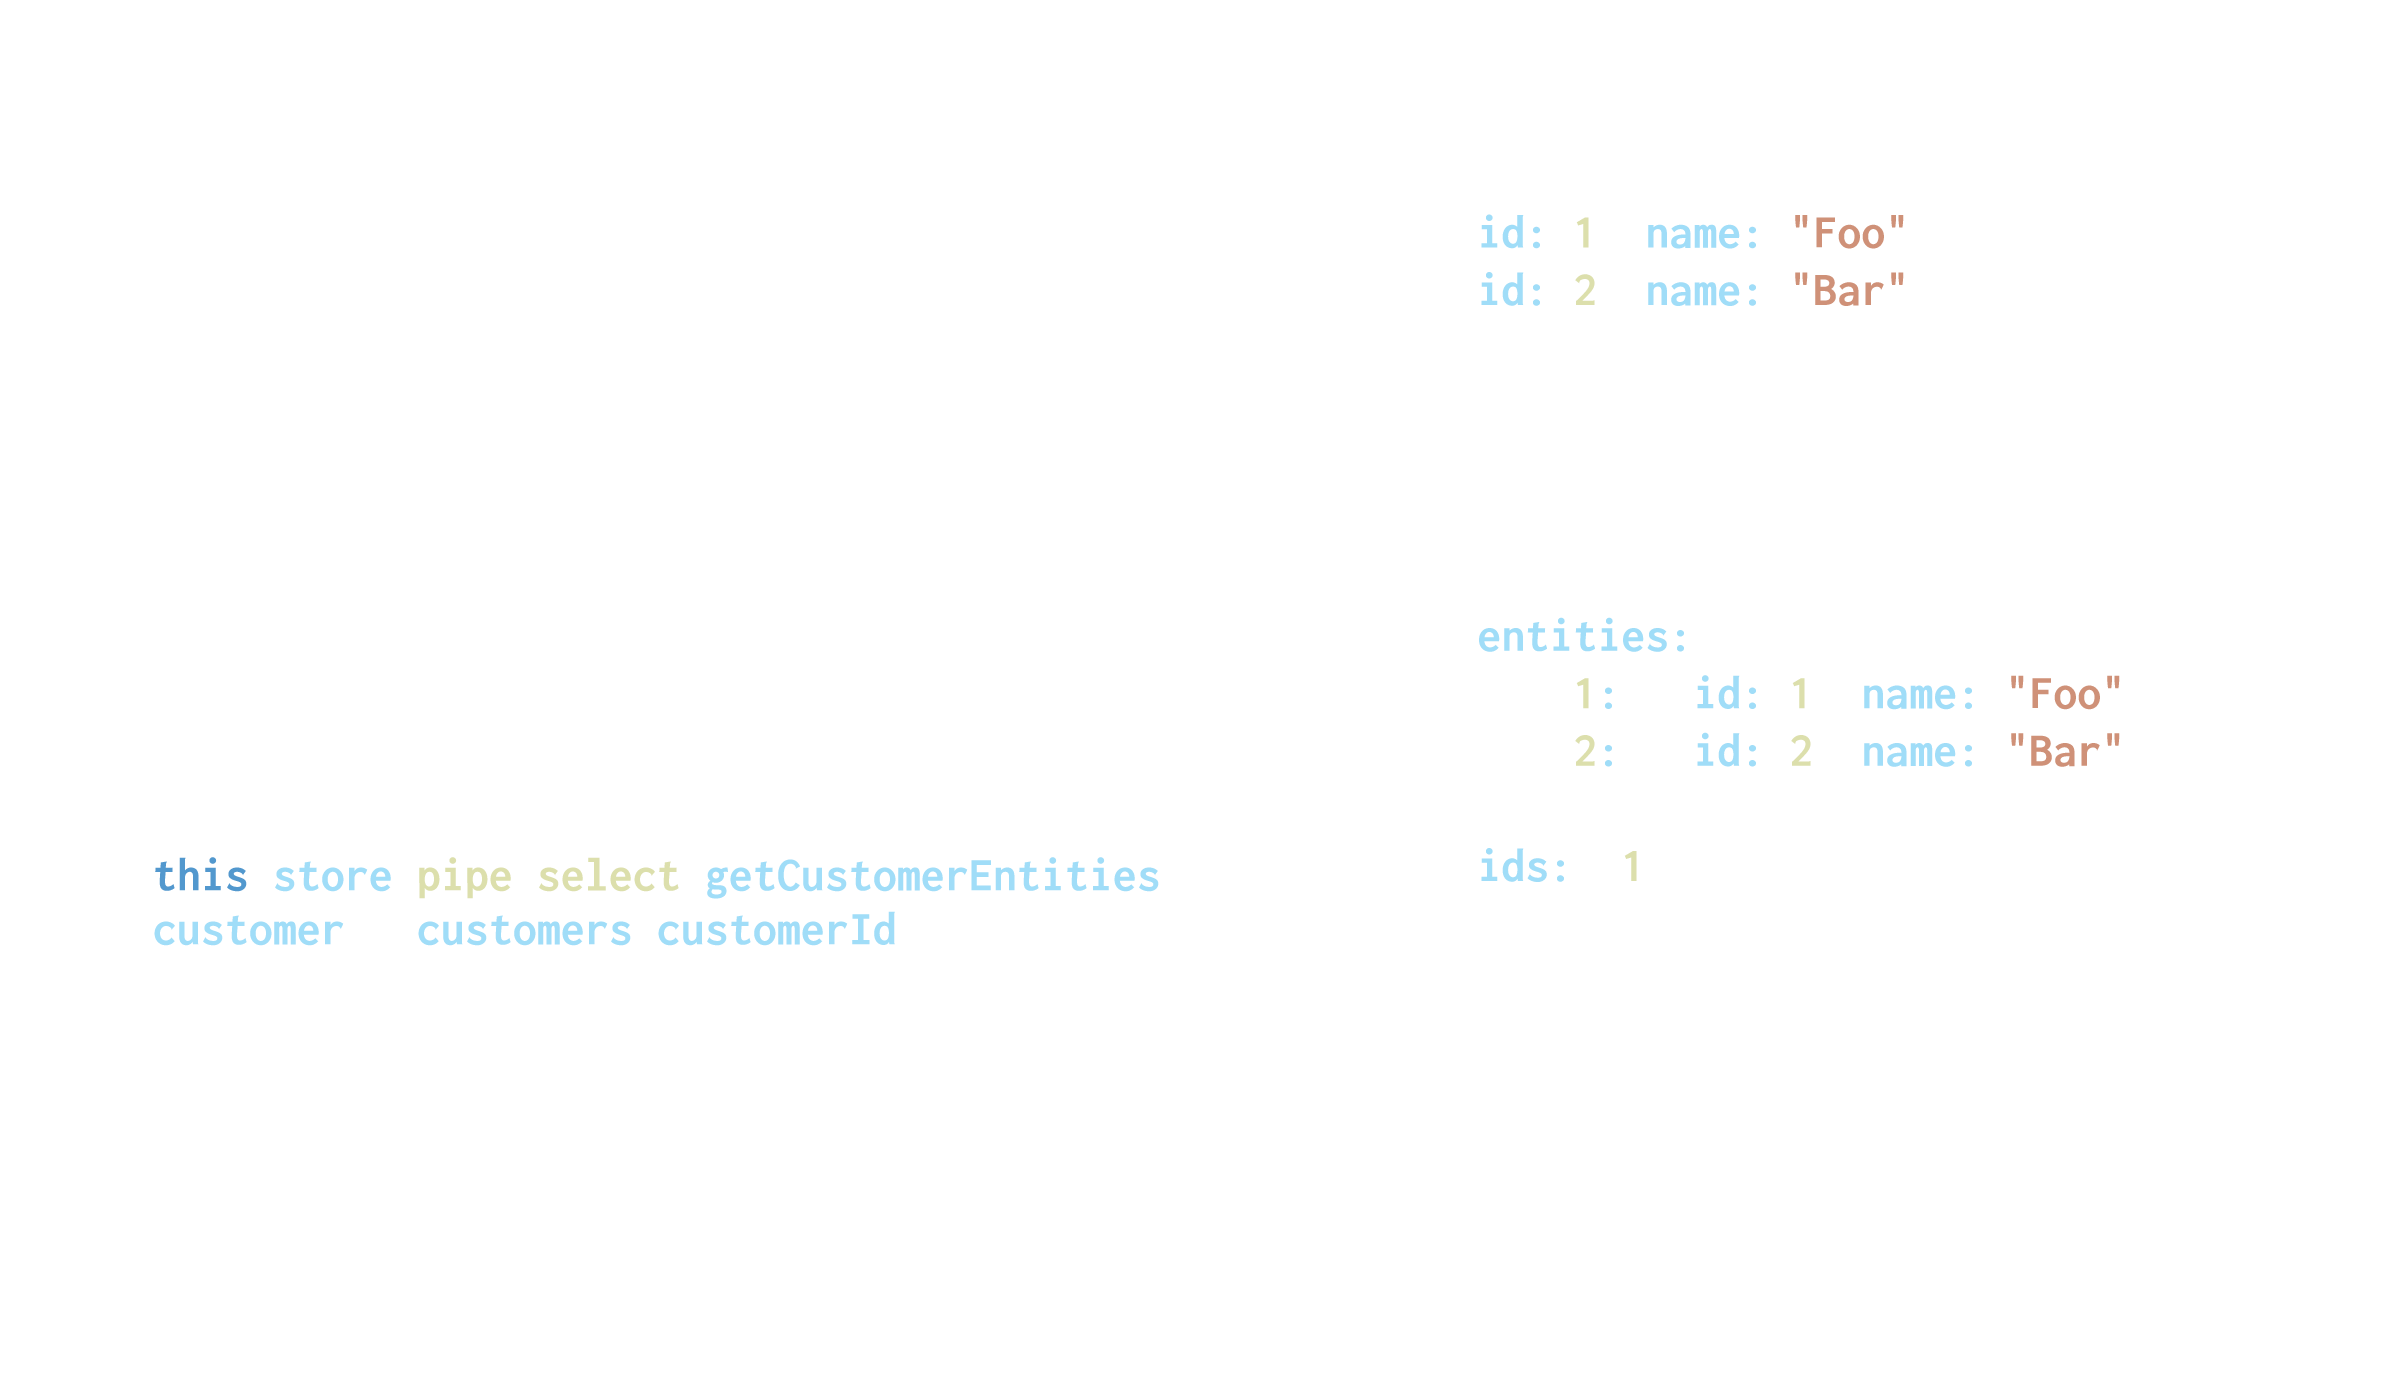 id: 1 name: "Foo"
id: 2 name: "Bar"
entities:
1: id: 1 name: "Foo"
2: id: 2 name: "Bar"
ids: 1
this store pipe select getCustomerEntities
customer customers customerId